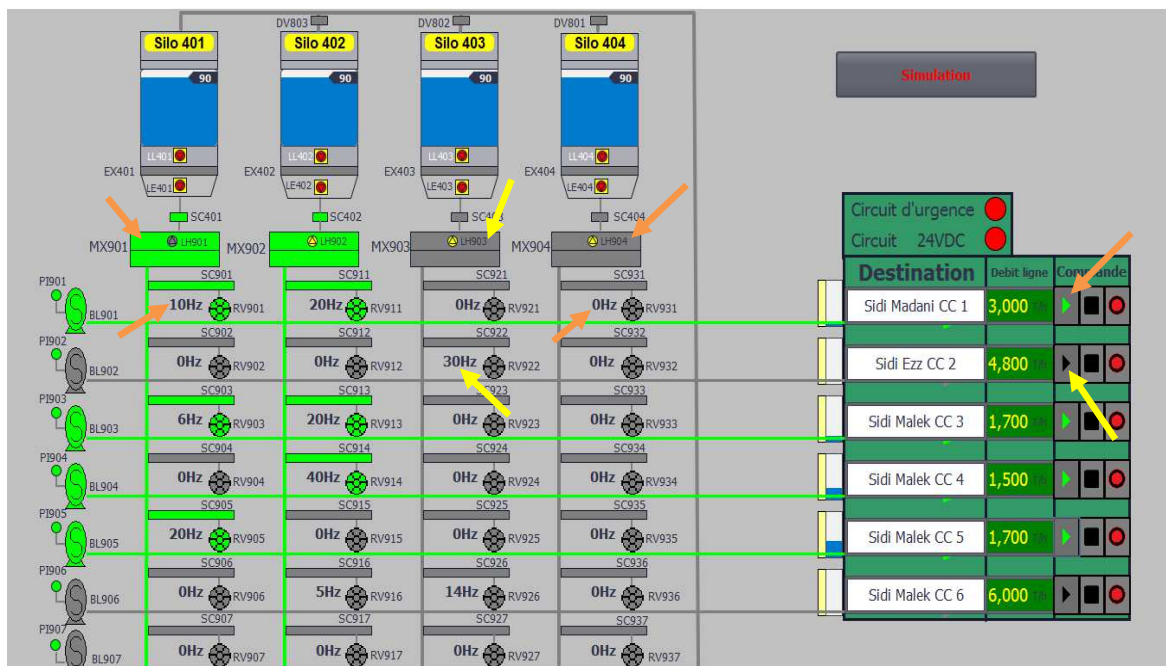 DV803 DV802 DV801
Silo 401 Silo 402 Silo 403 Silo 404
90 90 90 90
Simulation
LL401 LL402 LL403 LL404
EX401 EX402 EX403 EX404
LE401 LE402 LE403 LE404
SC401 SC402 SC403 SC404
Circuit d'urgence
MX901 LH901 MX902 LH902 MX903 LH903 MX904 LH904
Circuit 24VDC
Destination Debit ligne Commande
PI901 SC901 SC911 SC921 SC931
BL901 10Hz RV901 20Hz RV911 0Hz RV921 0Hz RV931 Sidi Madani CC 1 3,000 T/h
PI902 SC902 SC912 SC922 SC932
BL902 0Hz RV902 0Hz RV912 30Hz RV922 0Hz RV932 Sidi Ezz CC 2 4,800 T/h
PI903 SC903 SC913 SC923 SC933
BL903 6Hz RV903 20Hz RV913 0Hz RV923 0Hz RV933 Sidi Malek CC 3 1,700 T/h
PI904 SC904 SC914 SC924 SC934
BL904 0Hz RV904 40Hz RV914 0Hz RV924 0Hz RV934 Sidi Malek CC 4 1,500 T/h
PI905 SC905 SC915 SC925 SC935
BL905 20Hz RV905 0Hz RV915 0Hz RV925 0Hz RV935 Sidi Malek CC 5 1,700 T/h
PI906 SC906 SC916 SC926 SC936
BL906 0Hz RV906 5Hz RV916 14Hz RV926 0Hz RV936 Sidi Malek CC 6 6,000 T/h
PI907 SC907 SC917 SC927 SC937
BL907 0Hz RV907 0Hz RV917 0Hz RV927 0Hz RV937